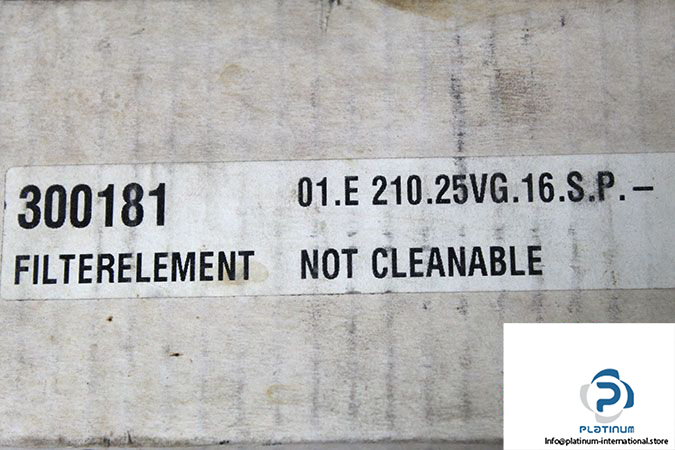 300181 01.E 210.25VG.16.S.P.–
FILTERELEMENT NOT CLEANABLE
PLATINUM
Info@platinum-international.store